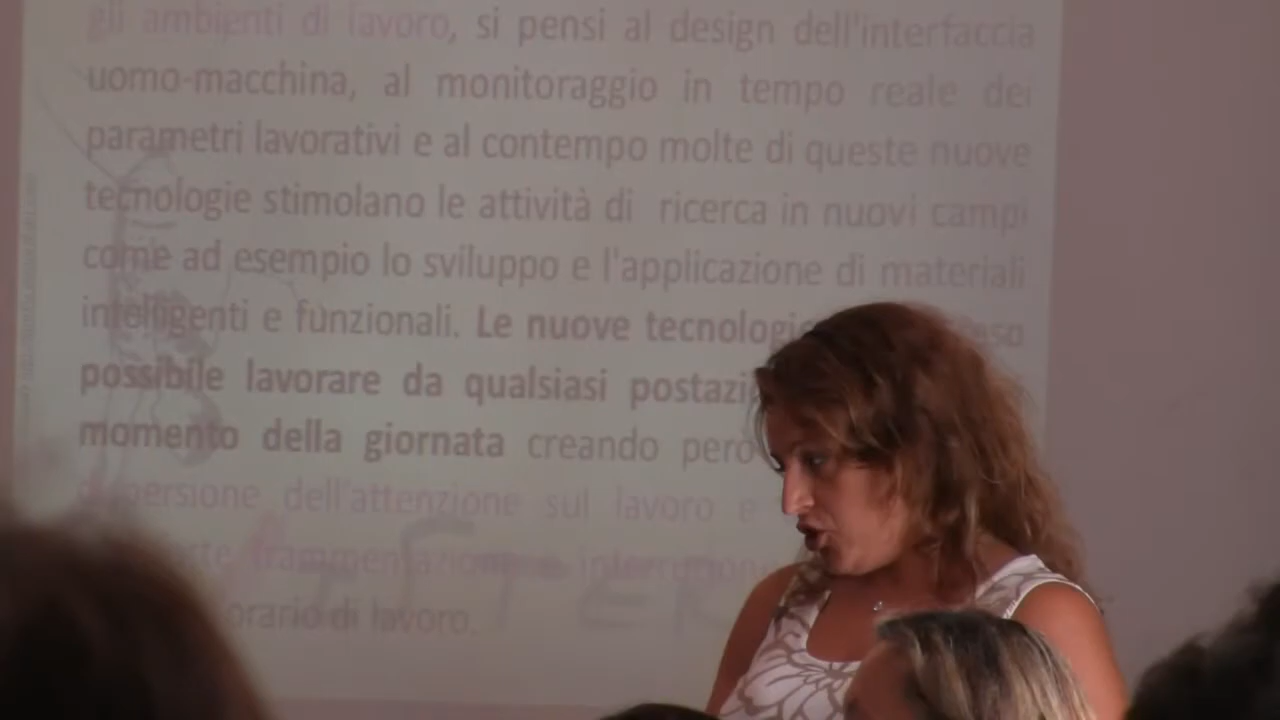 gli ambienti di lavoro, si pensi al design dell'interfaccia
uomo-macchina, al monitoraggio in tempo reale dei
parametri lavorativi e al contempo molte di queste nuove
tecnologie stimolano le attività di ricerca in nuovi campi
come ad esempio lo sviluppo e l'applicazione di materiali
intelligenti e funzionali. Le nuove tecnologie
possibile lavorare da qualsiasi
momento della giornata creando però
dell'attenzione sul lavoro e
frammentazione
orario di lavoro.